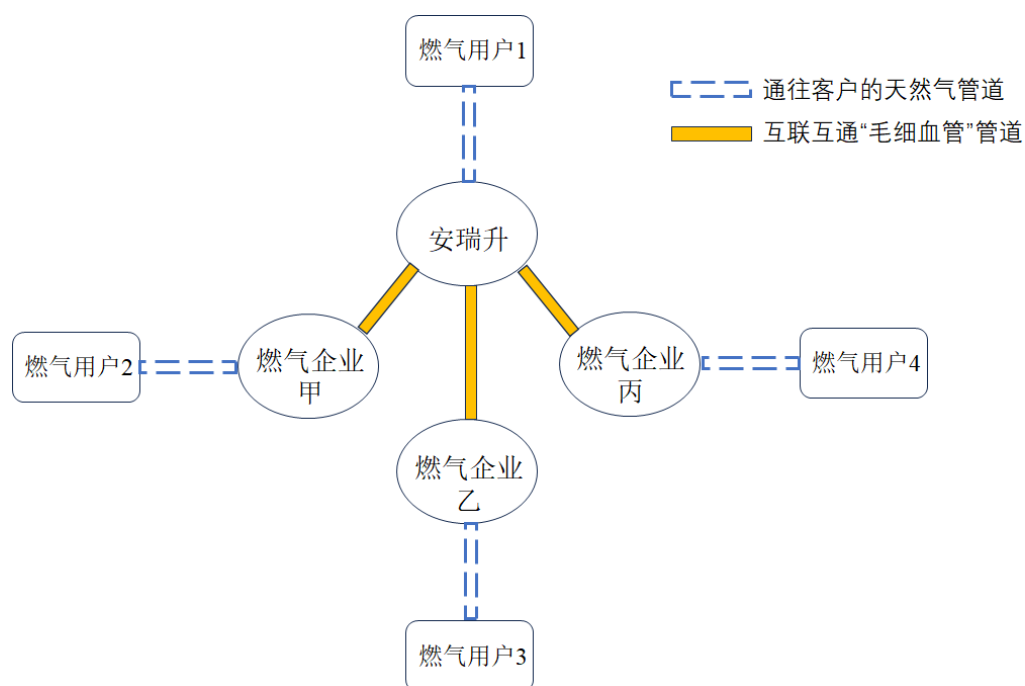 燃气用户1
通往客户的天然气管道
互联互通“毛细血管”管道
安瑞升
燃气用户2
燃气企业
甲
燃气企业
丙
燃气用户4
燃气企业
乙
燃气用户3